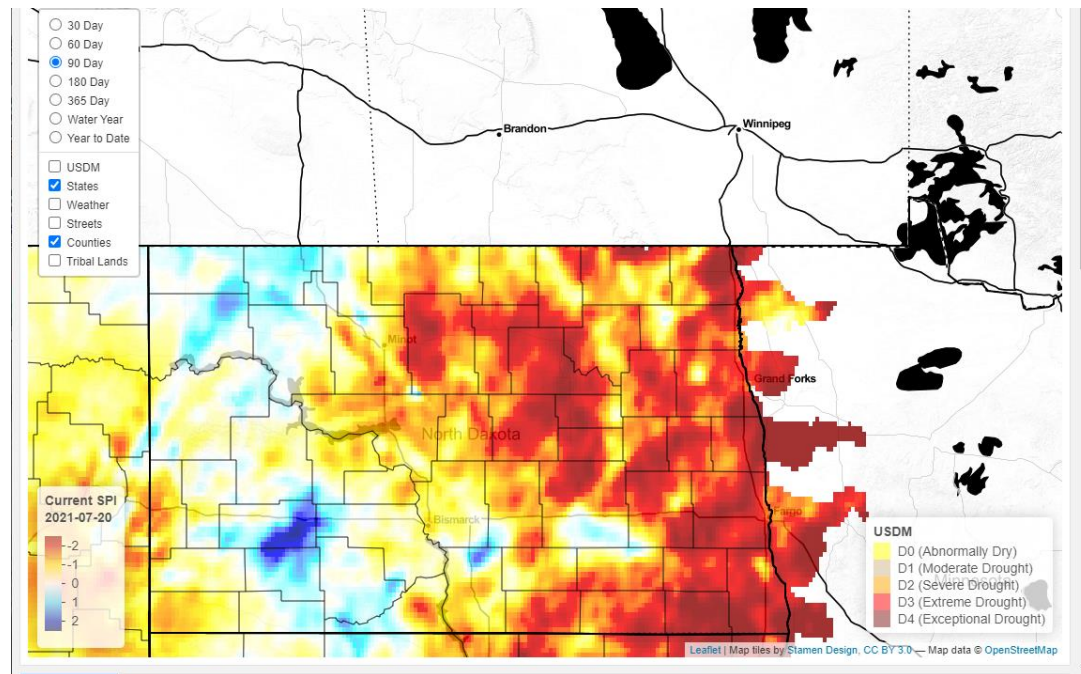 30 Day
60 Day
90 Day
180 Day
365 Day
Water Year
Year to Date
USDM
States
Weather
Streets
Counties
Tribal Lands
Brandon
Winnipeg
Minot
Grand Forks
North Dakota
Bismarck
Fargo
Current SPI
2021-07-20
-2
-1
0
1
2
USDM
D0 (Abnormally Dry)
D1 (Moderate Drought)
Minnesota
D2 (Severe Drought)
D3 (Extreme Drought)
D4 (Exceptional Drought)
Leaflet | Map tiles by Stamen Design, CC BY 3.0 — Map data © OpenStreetMap